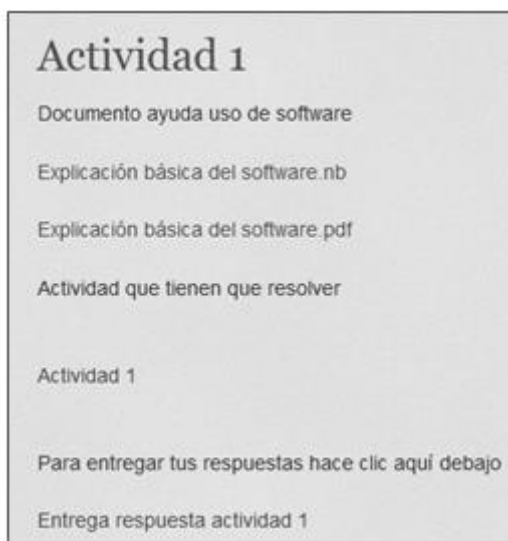 Actividad 1
Documento ayuda uso de software
Explicación básica del software.nb
Explicación básica del software.pdf
Actividad que tienen que resolver
Actividad 1
Para entregar tus respuestas hace clic aquí debajo
Entrega respuesta actividad 1